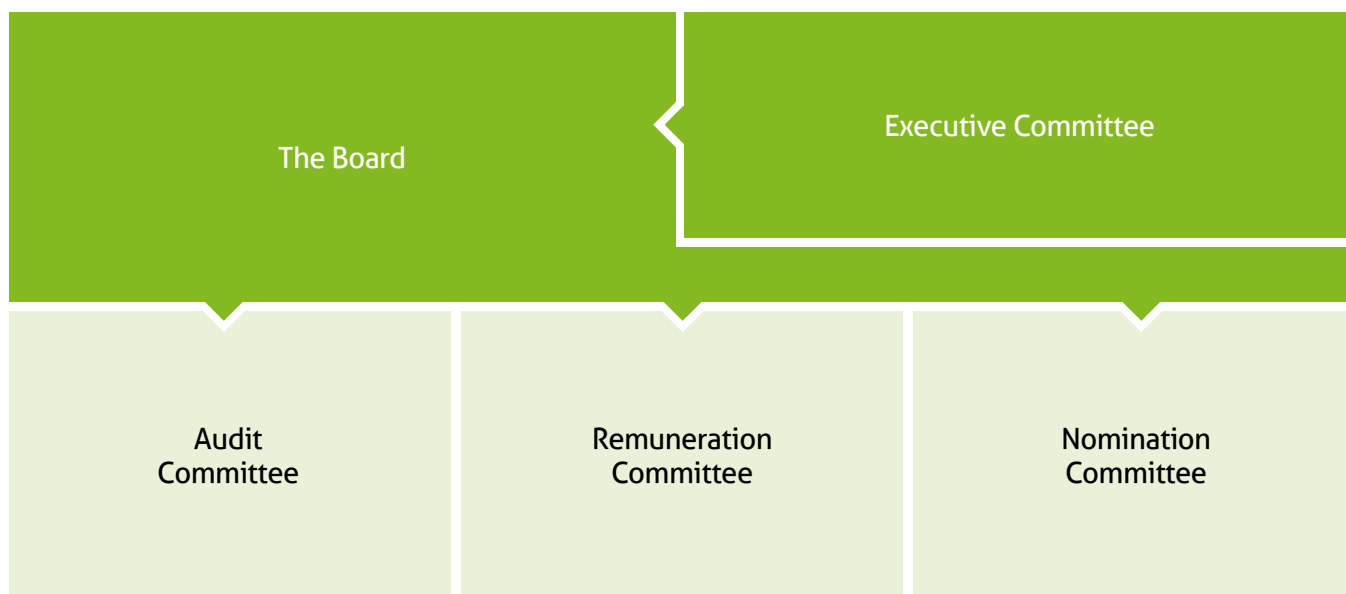 The Board
Executive Committee
Audit
Committee
Remuneration
Committee
Nomination
Committee